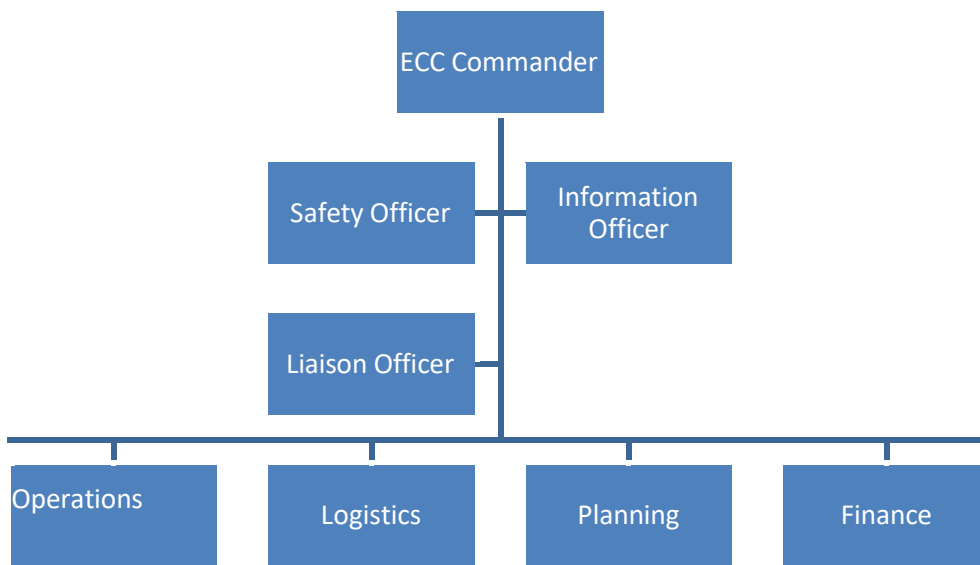 ECC Commander
Safety Officer
Information
Officer
Liaison Officer
Operations
Logistics
Planning
Finance